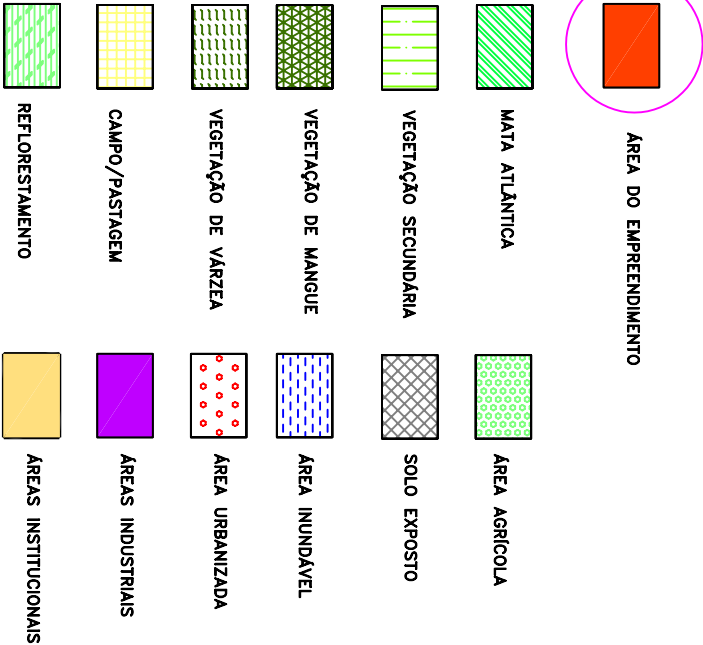 ÁREA DO EMPREENDIMENTO
MATA ATLÂNTICA
ÁREA AGRÍCOLA
VEGETAÇÃO SECUNDÁRIA
SOLO EXPOSTO
VEGETAÇÃO DE MANGUE
ÁREA INUNDÁVEL
VEGETAÇÃO DE VÁRZEA
ÁREA URBANIZADA
CAMPO/PASTAGEM
ÁREAS INDUSTRIAIS
REFLORESTAMENTO
ÁREAS INSTITUCIONAIS